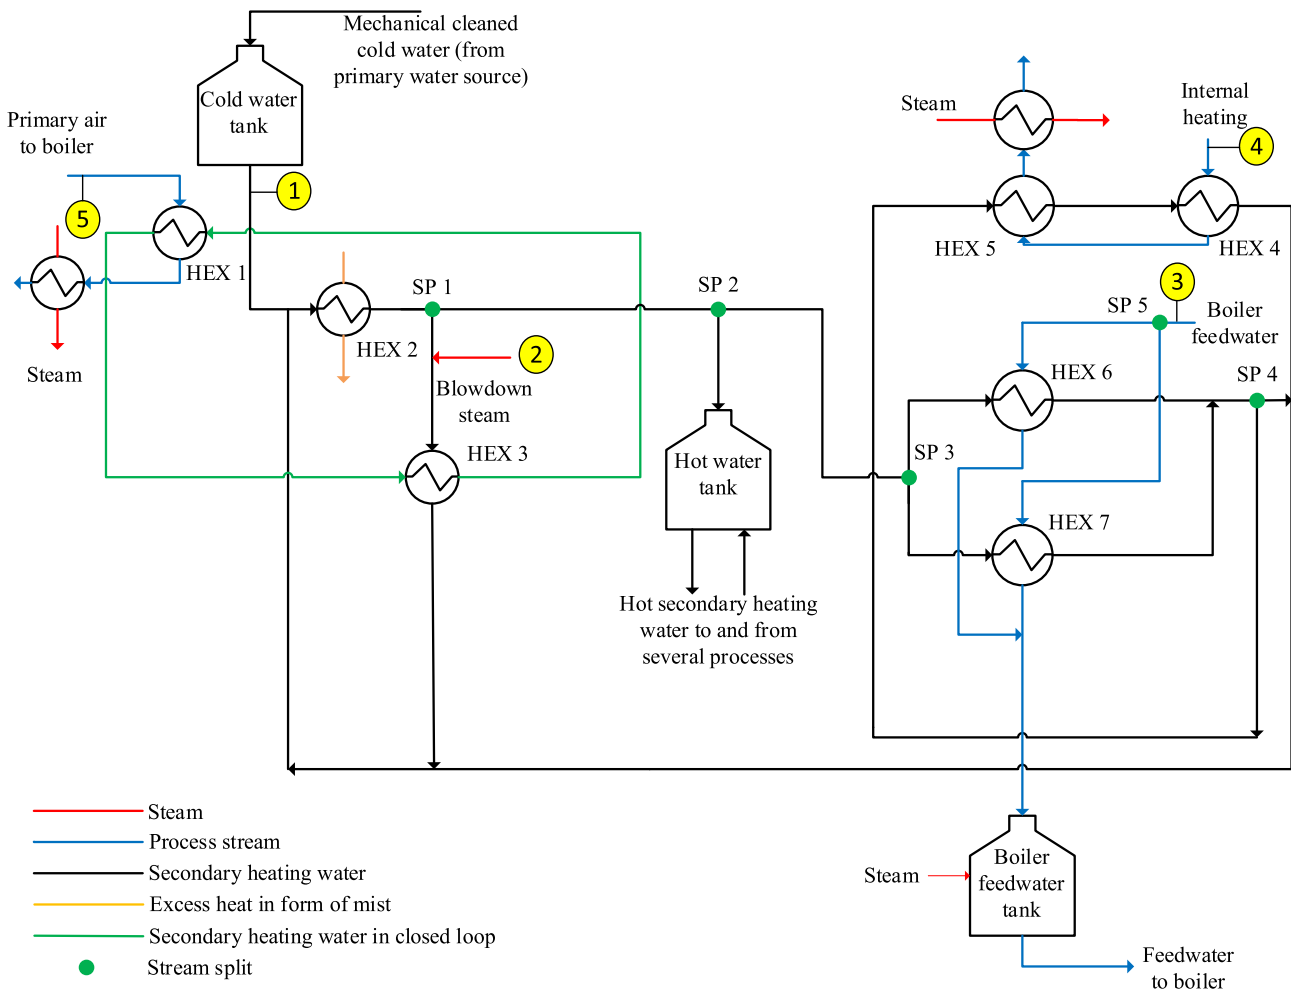 Mechanical cleaned
cold water (from
primary water source)
Cold water
tank
Primary air
to boiler
1
5
HEX 1
Steam
HEX 2
SP 1
2
Blowdown
steam
HEX 3
SP 2
Hot water
tank
Hot secondary heating
water to and from
several processes
Steam
Internal
heating
4
HEX 5
HEX 4
3
SP 5
Boiler
feedwater
HEX 6
SP 4
SP 3
HEX 7
Steam
Boiler
feedwater
tank
Feedwater
to boiler
Steam
Process stream
Secondary heating water
Excess heat in form of mist
Secondary heating water in closed loop
Stream split